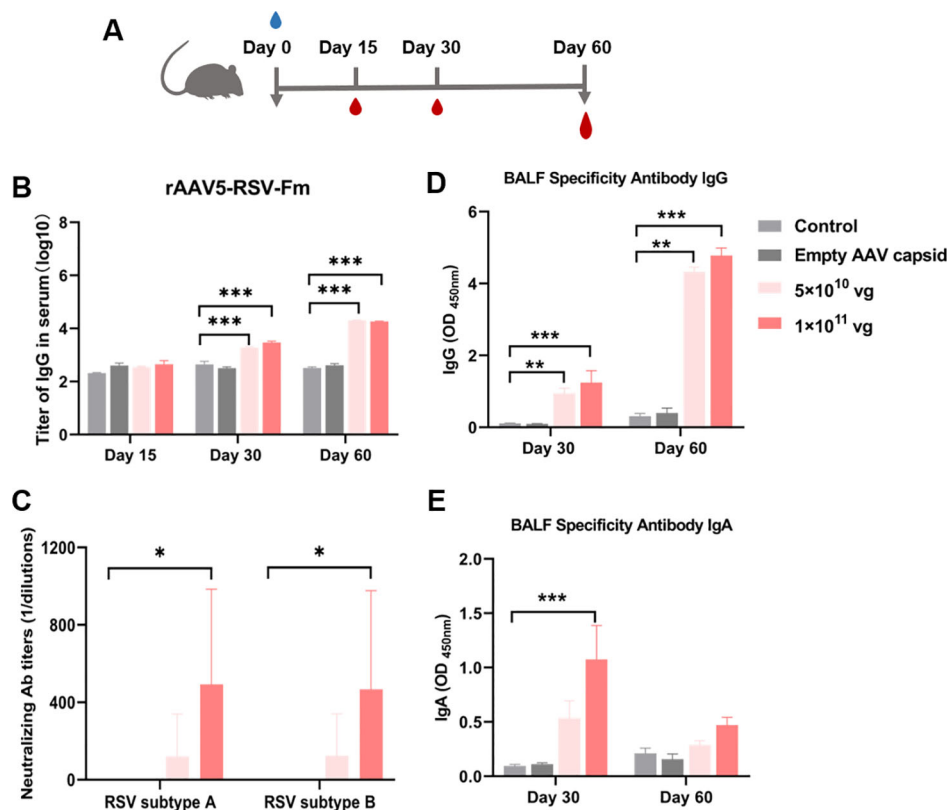 A
Day 0 Day 15 Day 30 Day 60
B
rAAV5-RSV-Fm
Titer of IgG in serum (log10)
8
6
4
2
0
***
***
***
***
Day 15 Day 30 Day 60
D
BALF Specificity Antibody IgG
IgG (OD 450nm)
6
4
2
0
***
**
***
**
Day 30 Day 60
Control
Empty AAV capsid
5×10¹⁰ vg
1×10¹¹ vg
C
Neutralizing Ab titers (1/dilutions)
1200
800
400
0
*
*
RSV subtype A RSV subtype B
E
BALF Specificity Antibody IgA
IgA (OD 450nm)
2.0
1.5
1.0
0.5
0.0
***
Day 30 Day 60